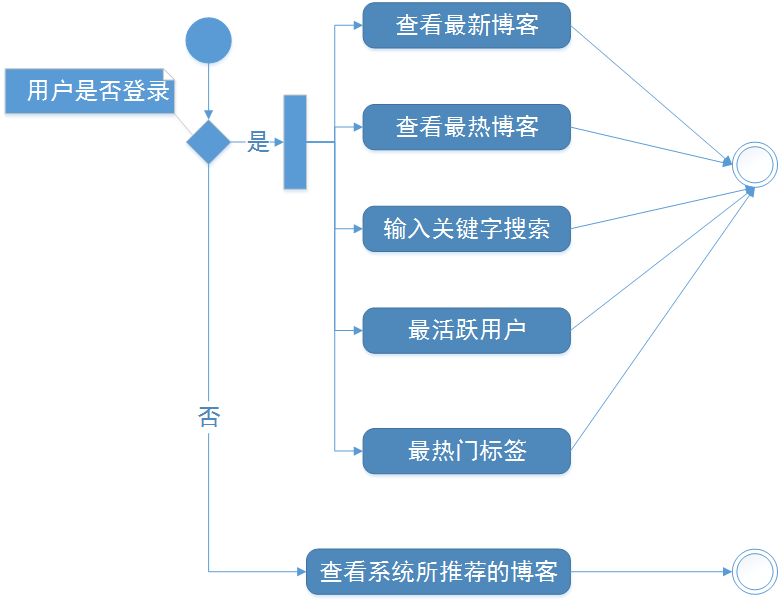 查看最新博客
用户是否登录
查看最热博客
是
输入关键字搜索
最活跃用户
否
最热门标签
查看系统所推荐的博客